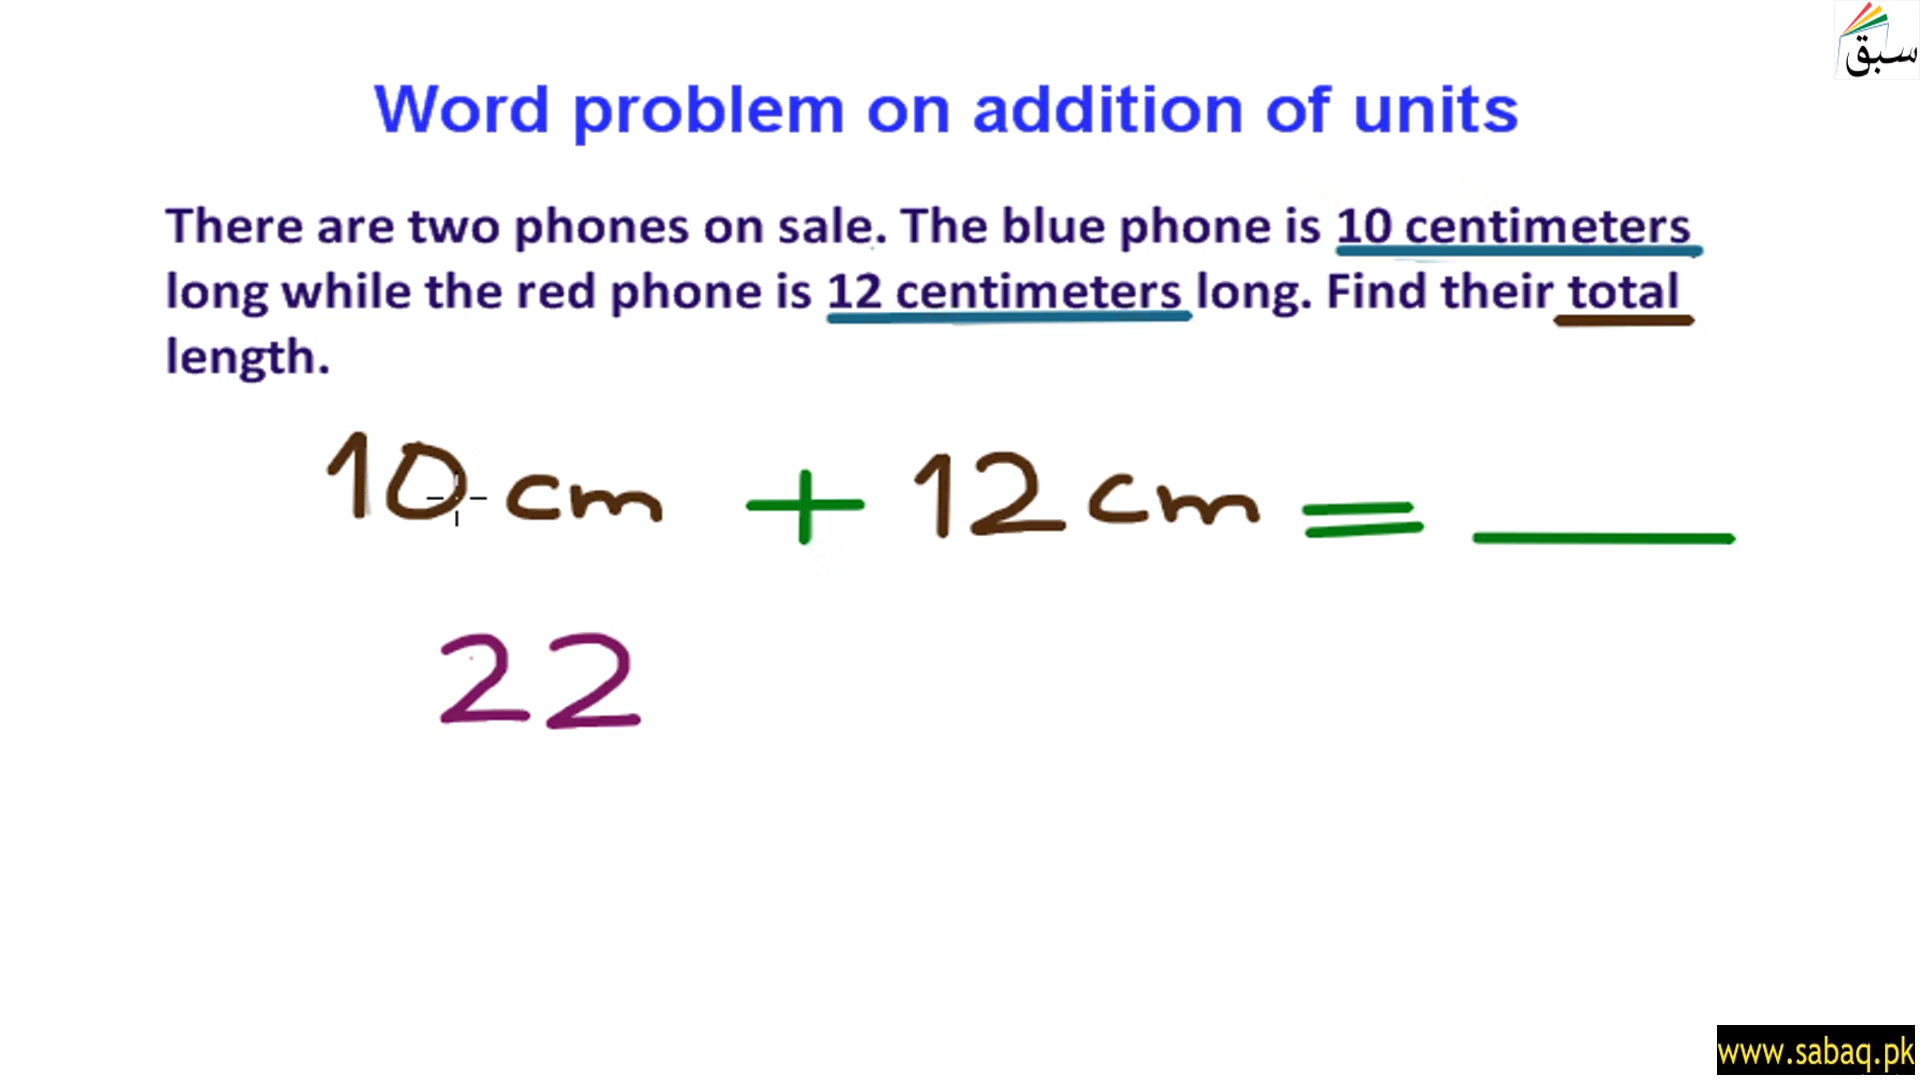 سبق
Word problem on addition of units
There are two phones on sale. The blue phone is 10 centimeters
long while the red phone is 12 centimeters long. Find their total
length.
10 cm + 12 cm = ____
22
www.sabaq.pk